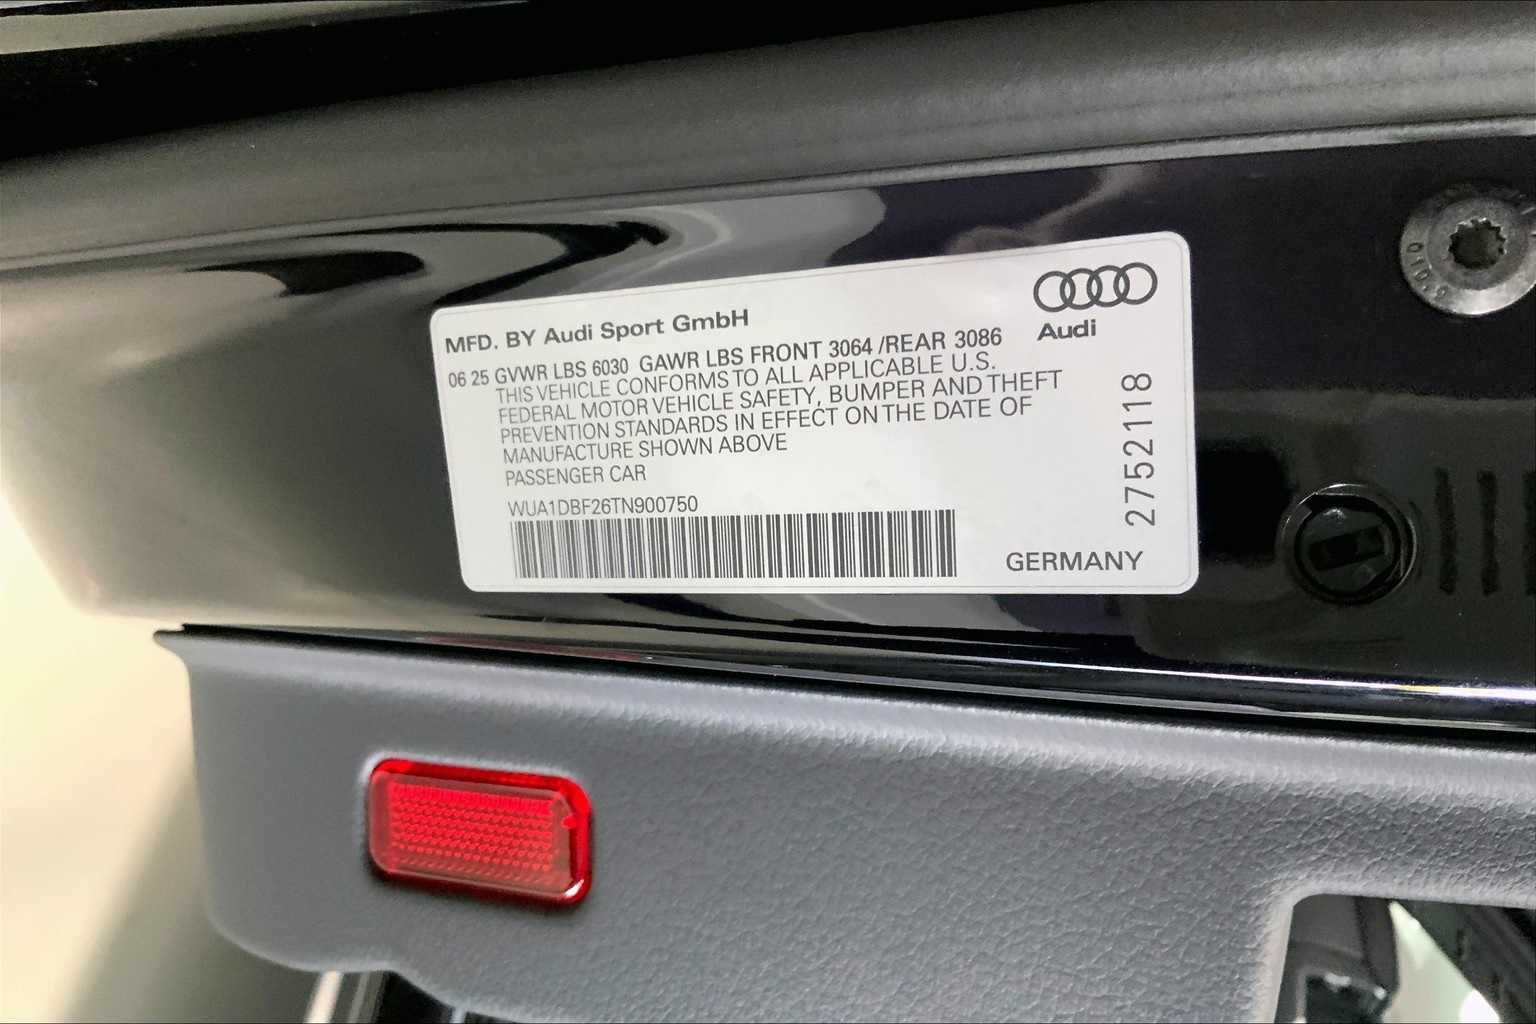 MFD. BY Audi Sport GmbH
Audi
06 25 GVWR LBS 6030 GAWR LBS FRONT 3064 /REAR 3086
THIS VEHICLE CONFORMS TO ALL APPLICABLE U.S.
FEDERAL MOTOR VEHICLE SAFETY, BUMPER AND THEFT
PREVENTION STANDARDS IN EFFECT ON THE DATE OF
MANUFACTURE SHOWN ABOVE
PASSENGER CAR
WUA1DBF26TN900750
2752118
GERMANY